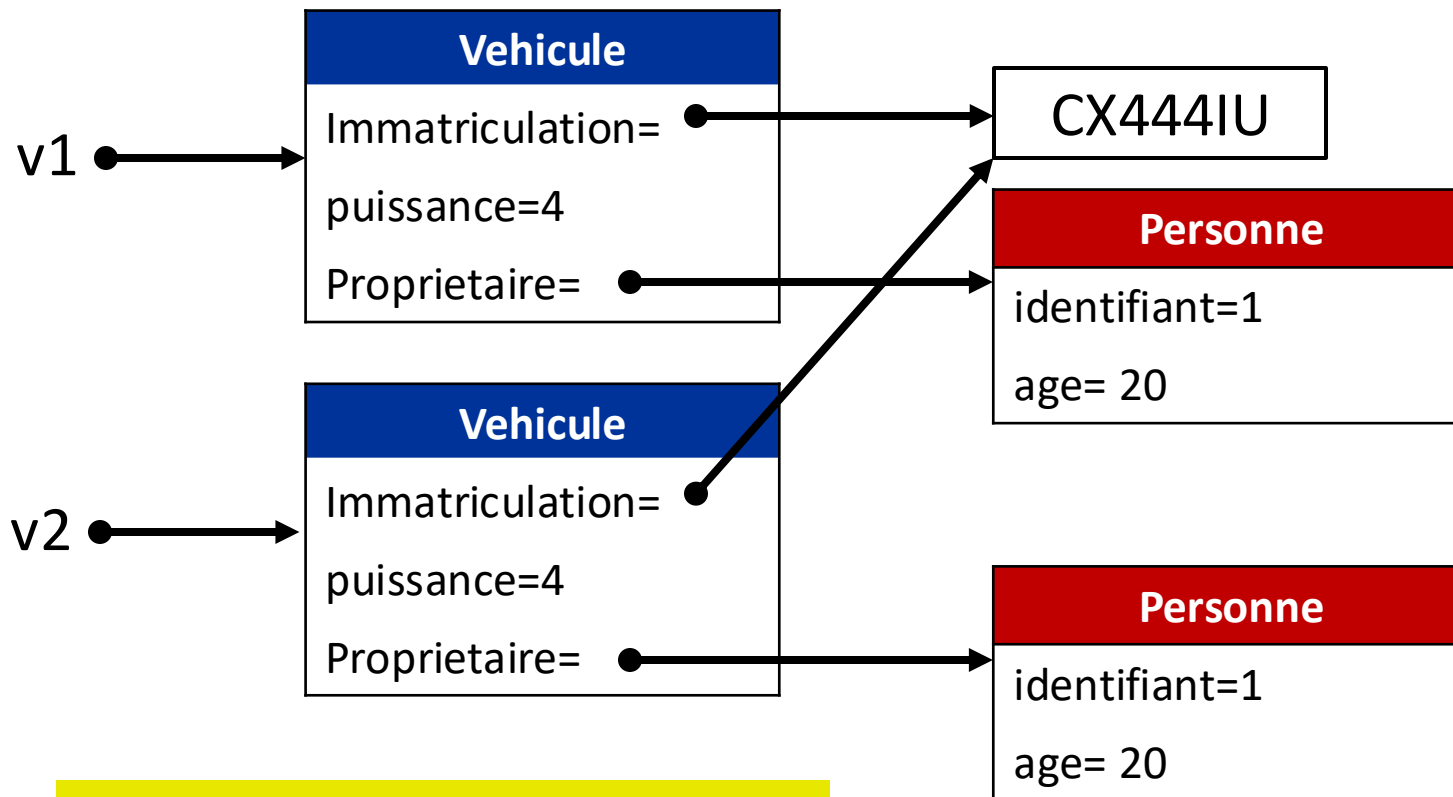 Vehicule
Immatriculation=
puissance=4
Proprietaire=
v1
CX444IU
Personne
identifiant=1
age= 20
Vehicule
Immatriculation=
puissance=4
Proprietaire=
v2
Personne
identifiant=1
age= 20